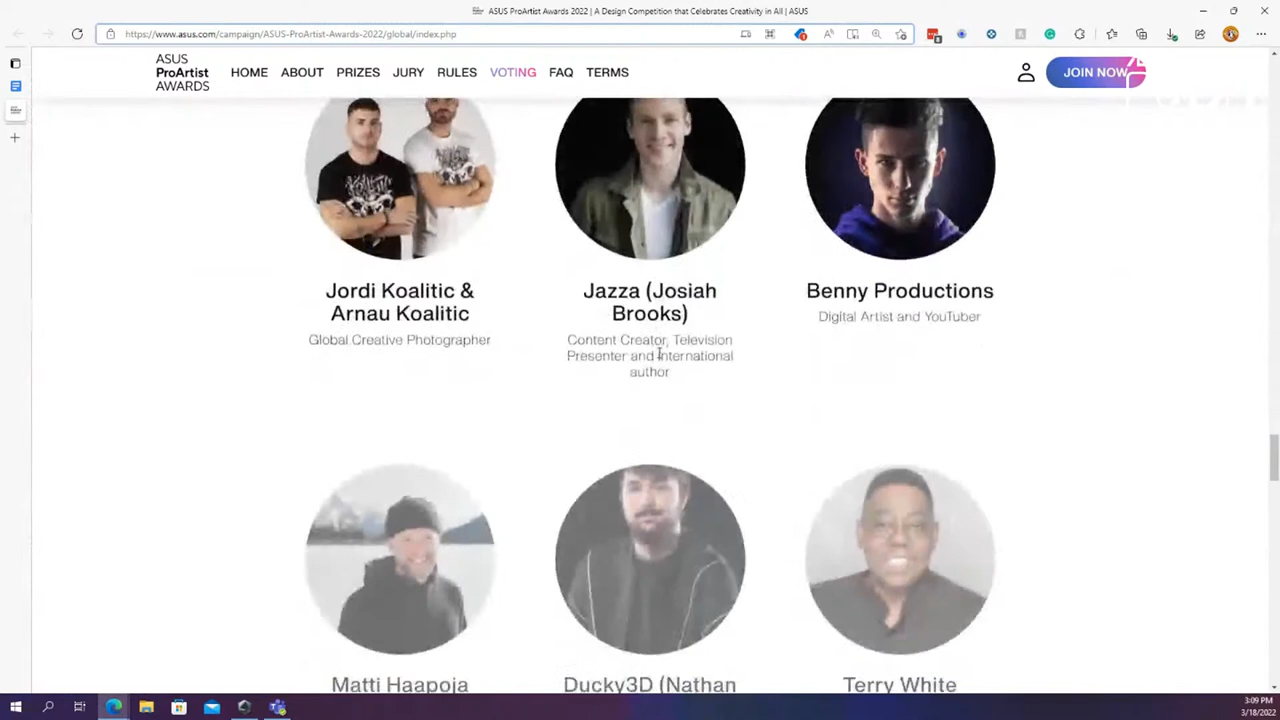 ASUS ProArtist Awards 2022 | A Design Competition that Celebrates Creativity in All | ASUS
https://www.asus.com/campaign/ASUS-ProArtist-Awards-2022/global/index.php
ASUS
ProArtist
AWARDS
HOME ABOUT PRIZES JURY RULES VOTING FAQ TERMS
JOIN NOW
Jordi Koalitic &
Arnau Koalitic
Global Creative Photographer
Jazza (Josiah
Brooks)
Content Creator, Television
Presenter and International
author
Benny Productions
Digital Artist and YouTuber
Matti Haapoja
Ducky3D (Nathan
Terry White
3:09 PM
3/18/2022